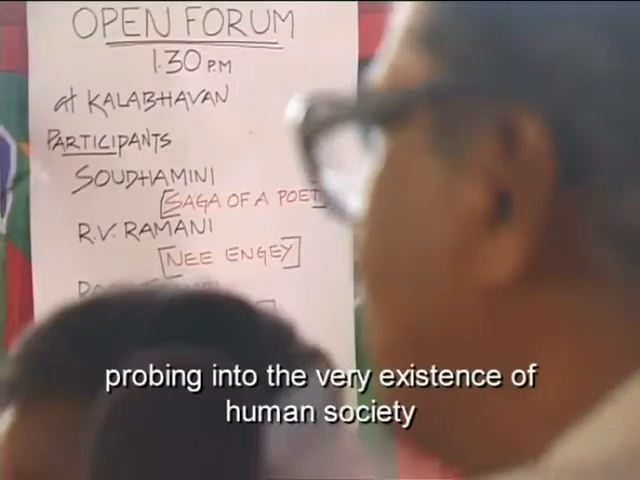 OPEN FORUM
1.30 P.M
at KALABHAVAN
PARTICIPANTS
SOUDHAMINI
[SAGA OF A POET]
R.V. RAMANI
[NEE ENGEY]
probing into the very existence of
human society